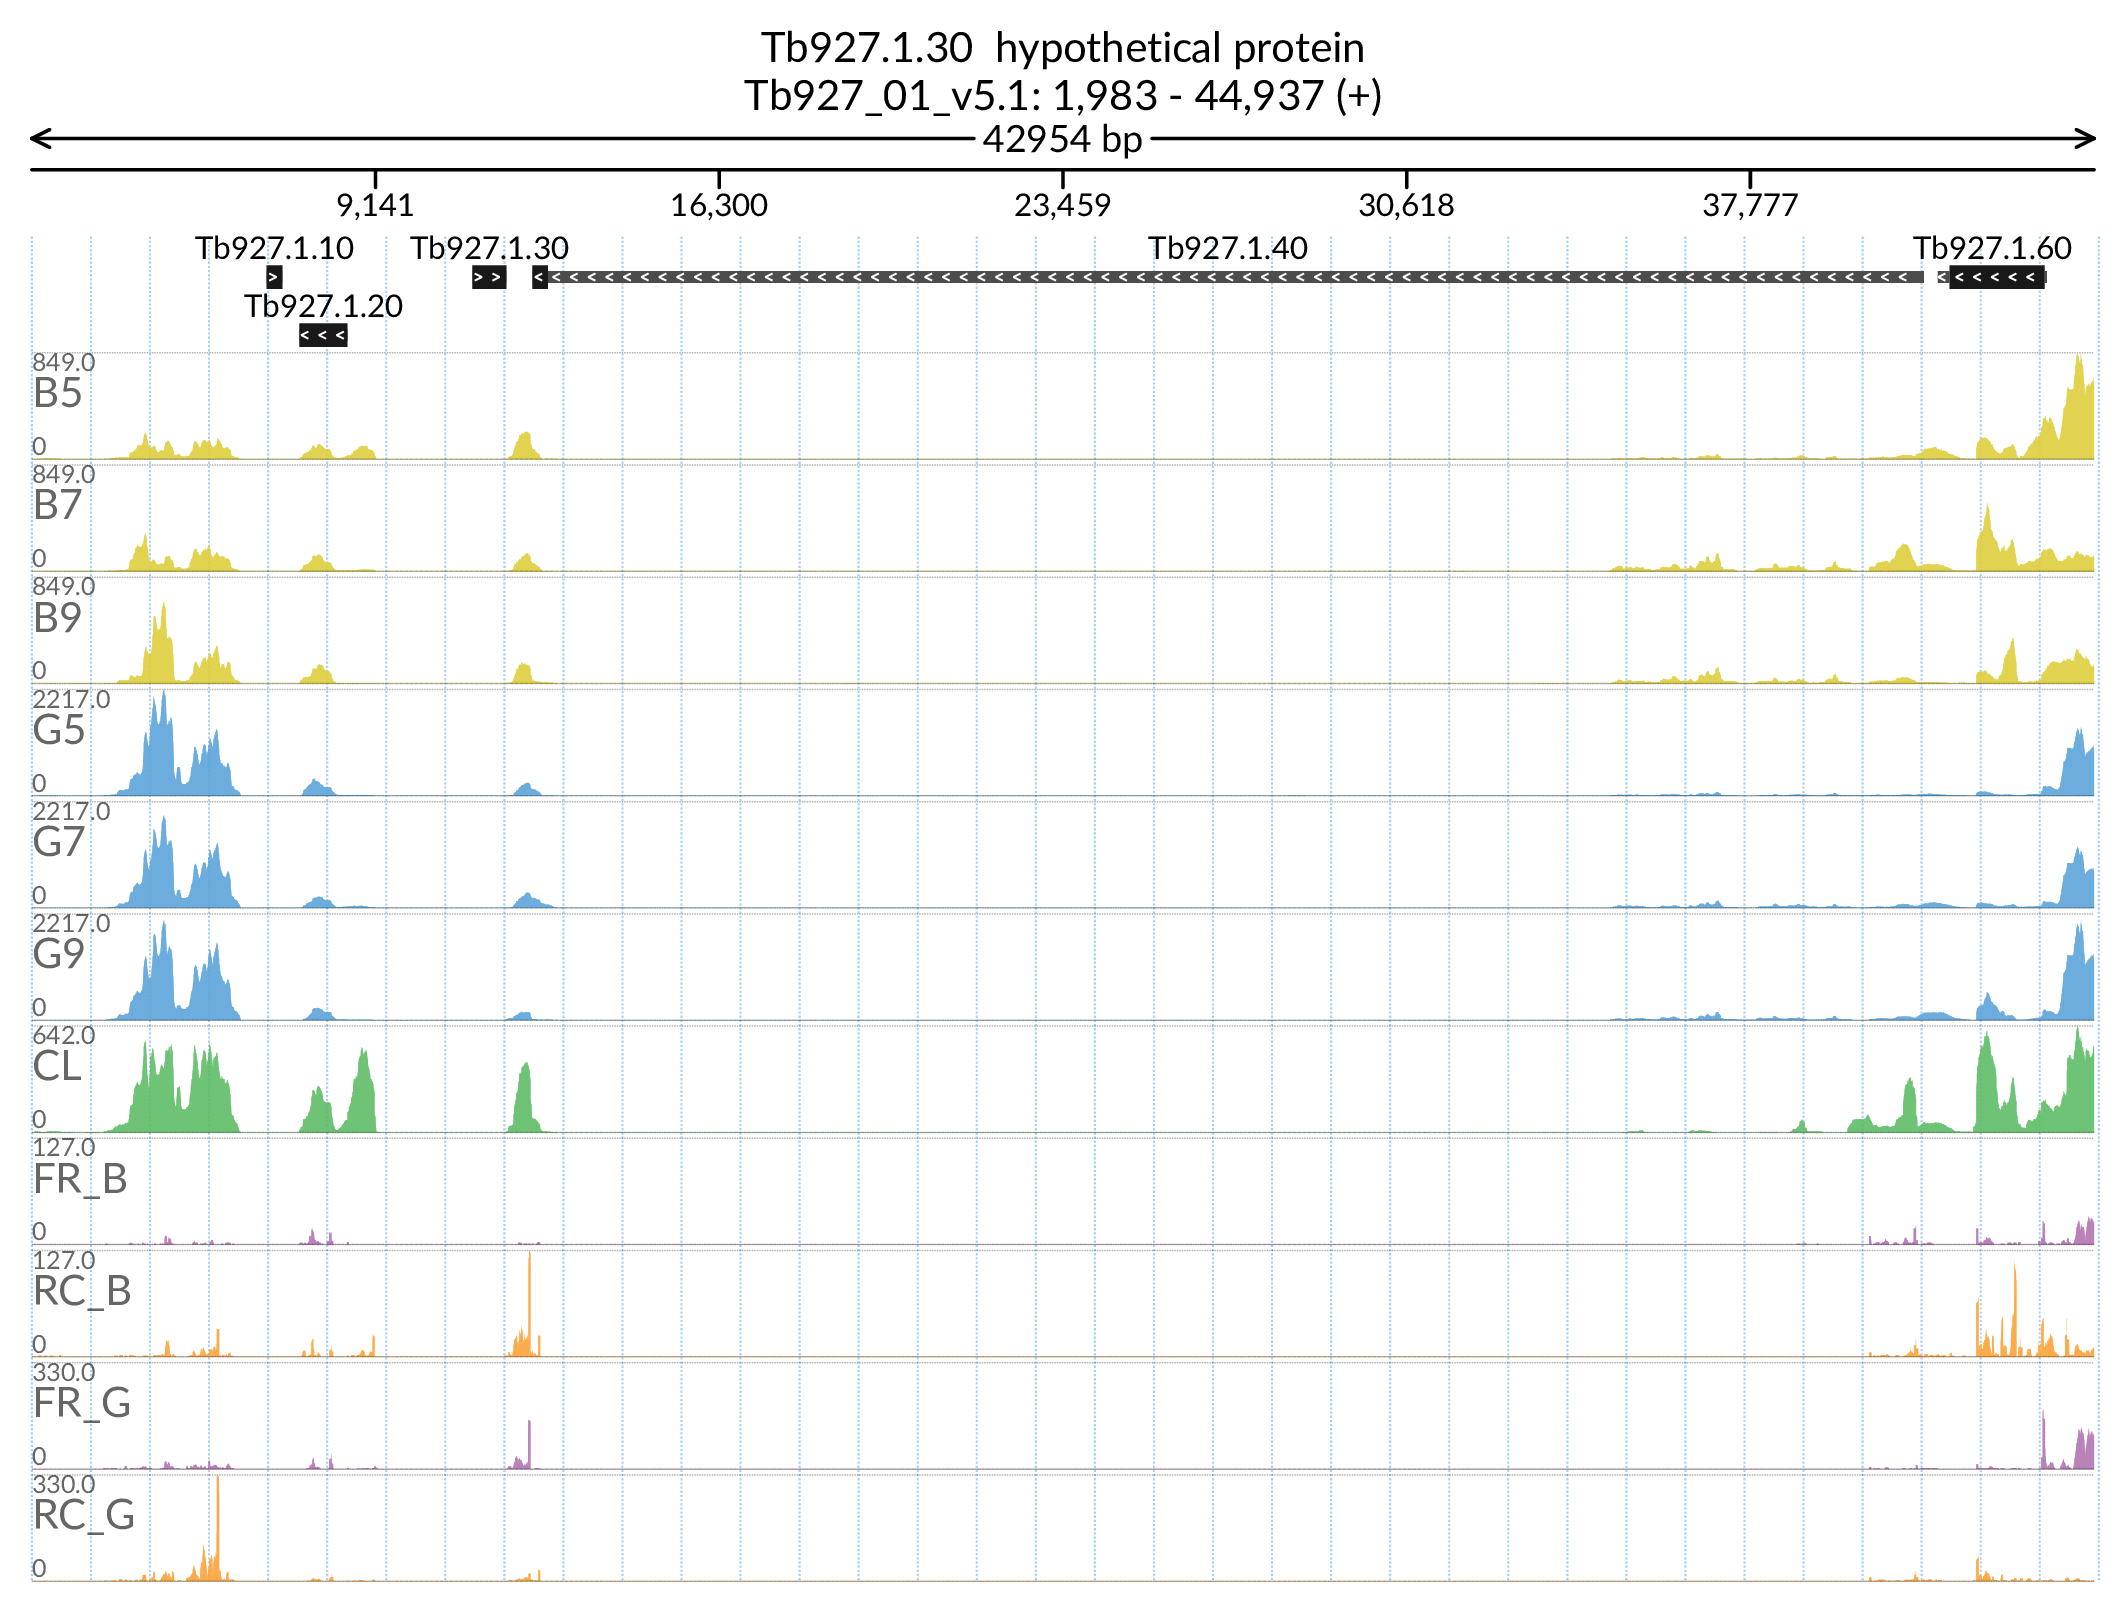 Tb927.1.30  hypothetical protein
Tb927_01_v5.1: 1,983 - 44,937 (+)
42954 bp
9,141 16,300 23,459 30,618 37,777
Tb927.1.10 Tb927.1.30 Tb927.1.40 Tb927.1.60
Tb927.1.20
849.0
B5
0
849.0
B7
0
849.0
B9
0
2217.0
G5
0
2217.0
G7
0
2217.0
G9
0
642.0
CL
0
127.0
FR_B
0
127.0
RC_B
0
330.0
FR_G
0
330.0
RC_G
0